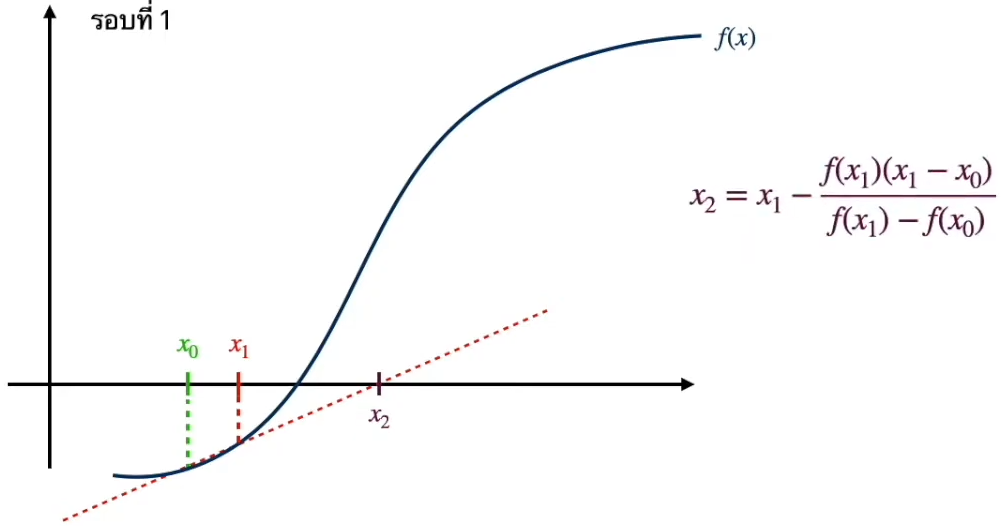 รอบที่ 1
f(x)
x₂ = x₁ − f(x₁)(x₁ − x₀) / f(x₁) − f(x₀)
x₀
x₁
x₂